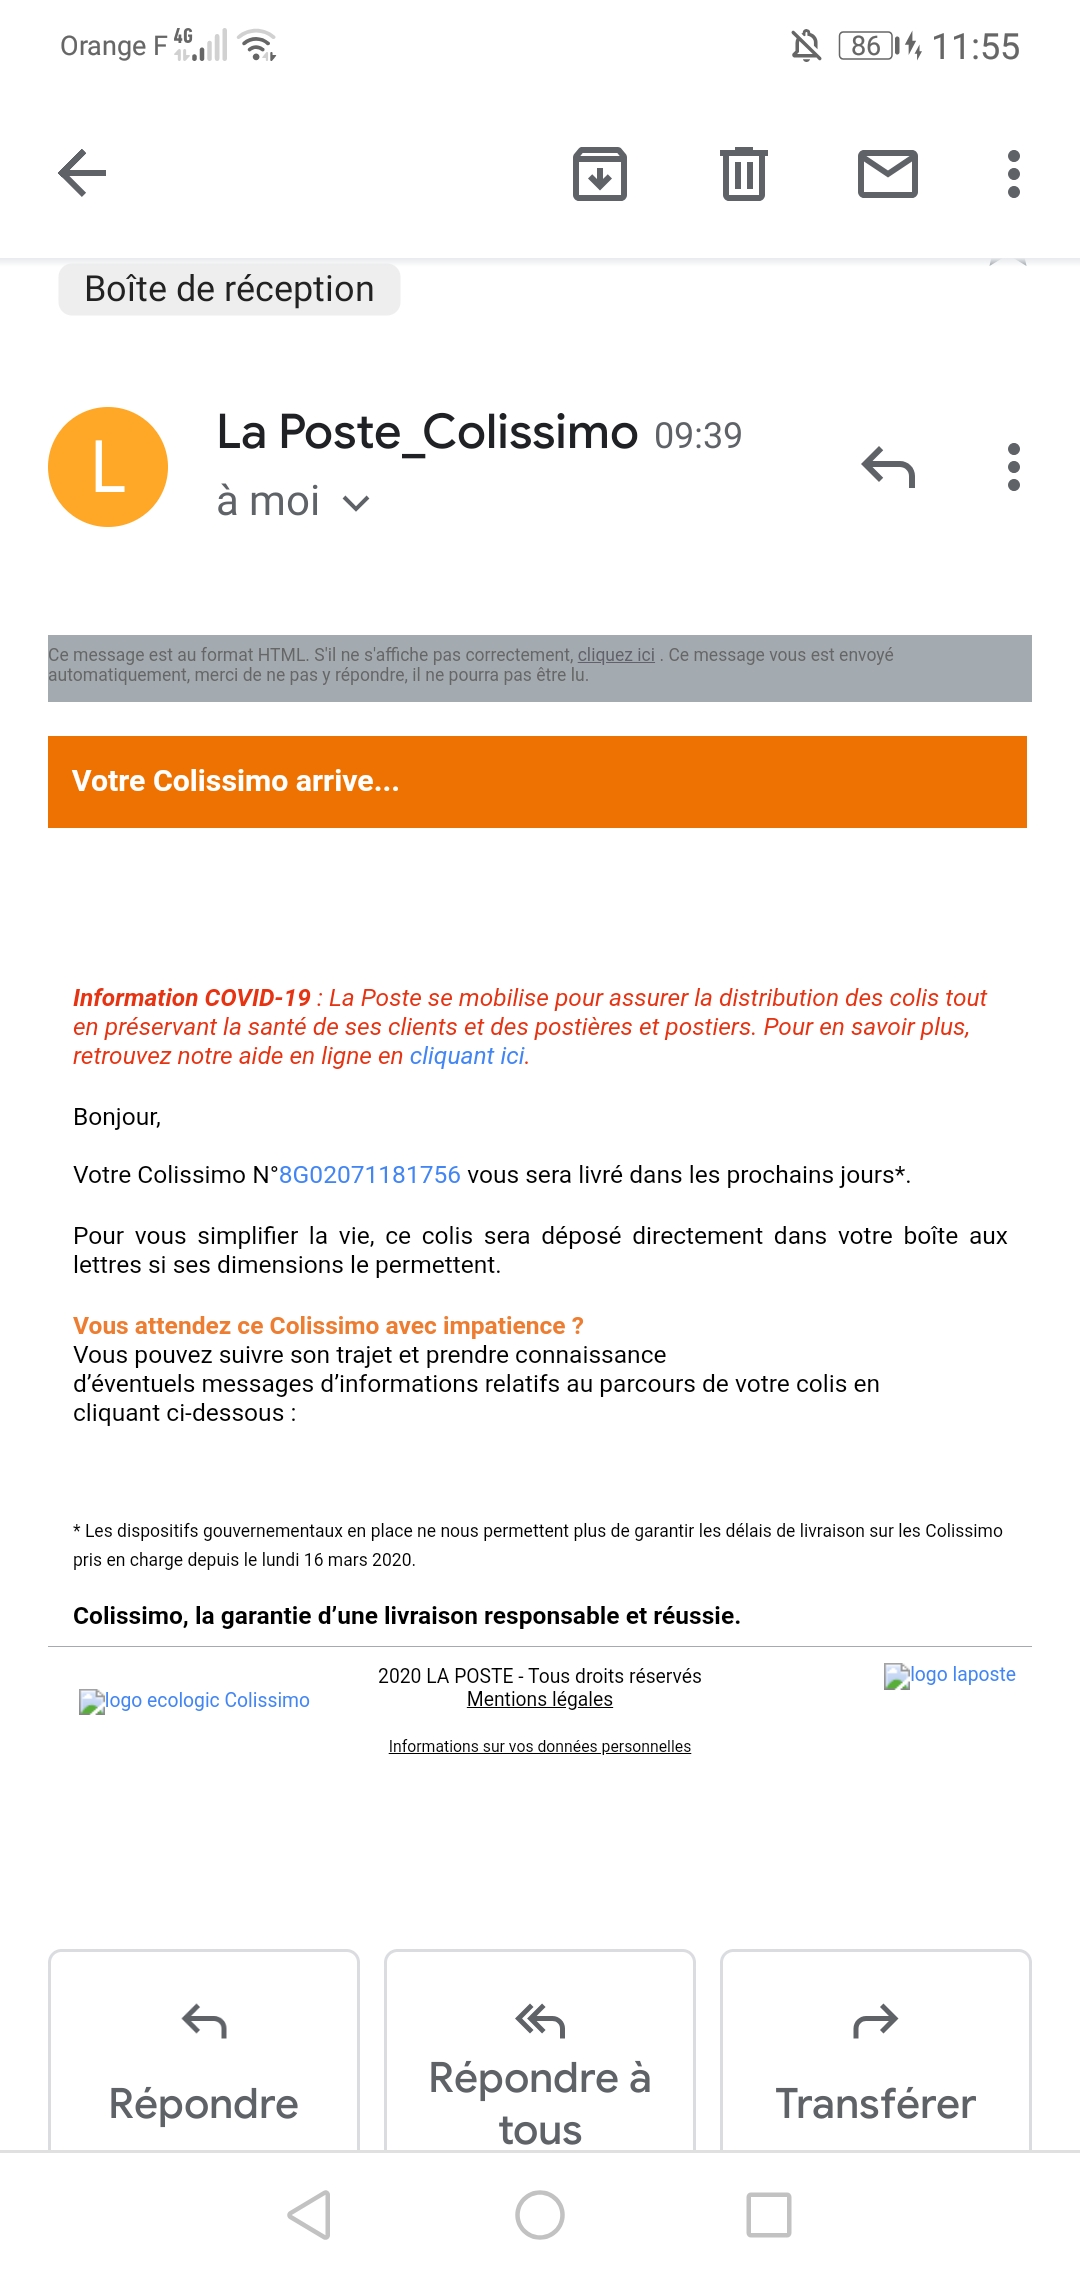 Orange F 4G 86 11:55
Boîte de réception
L
La Poste_Colissimo 09:39
à moi
Ce message est au format HTML. S'il ne s'affiche pas correctement, cliquez ici . Ce message vous est envoyé
automatiquement, merci de ne pas y répondre, il ne pourra pas être lu.
Votre Colissimo arrive...
Information COVID-19 : La Poste se mobilise pour assurer la distribution des colis tout
en préservant la santé de ses clients et des postières et postiers. Pour en savoir plus,
retrouvez notre aide en ligne en cliquant ici.
Bonjour,
Votre Colissimo N°8G02071181756 vous sera livré dans les prochains jours*.
Pour vous simplifier la vie, ce colis sera déposé directement dans votre boîte aux
lettres si ses dimensions le permettent.
Vous attendez ce Colissimo avec impatience ?
Vous pouvez suivre son trajet et prendre connaissance
d’éventuels messages d’informations relatifs au parcours de votre colis en
cliquant ci-dessous :
* Les dispositifs gouvernementaux en place ne nous permettent plus de garantir les délais de livraison sur les Colissimo
pris en charge depuis le lundi 16 mars 2020.
Colissimo, la garantie d’une livraison responsable et réussie.
logo ecologic Colissimo
2020 LA POSTE - Tous droits réservés
Mentions légales
Informations sur vos données personnelles
logo laposte
Répondre
Répondre à
tous
Transférer